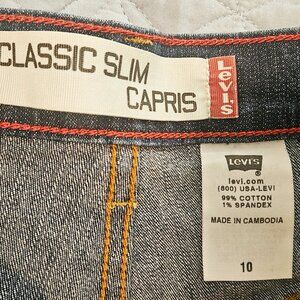 CLASSIC SLIM
CAPRIS
Levi's
Levi's
levi.com
(800) USA-LEVI
99% COTTON
1% SPANDEX
MADE IN CAMBODIA
10